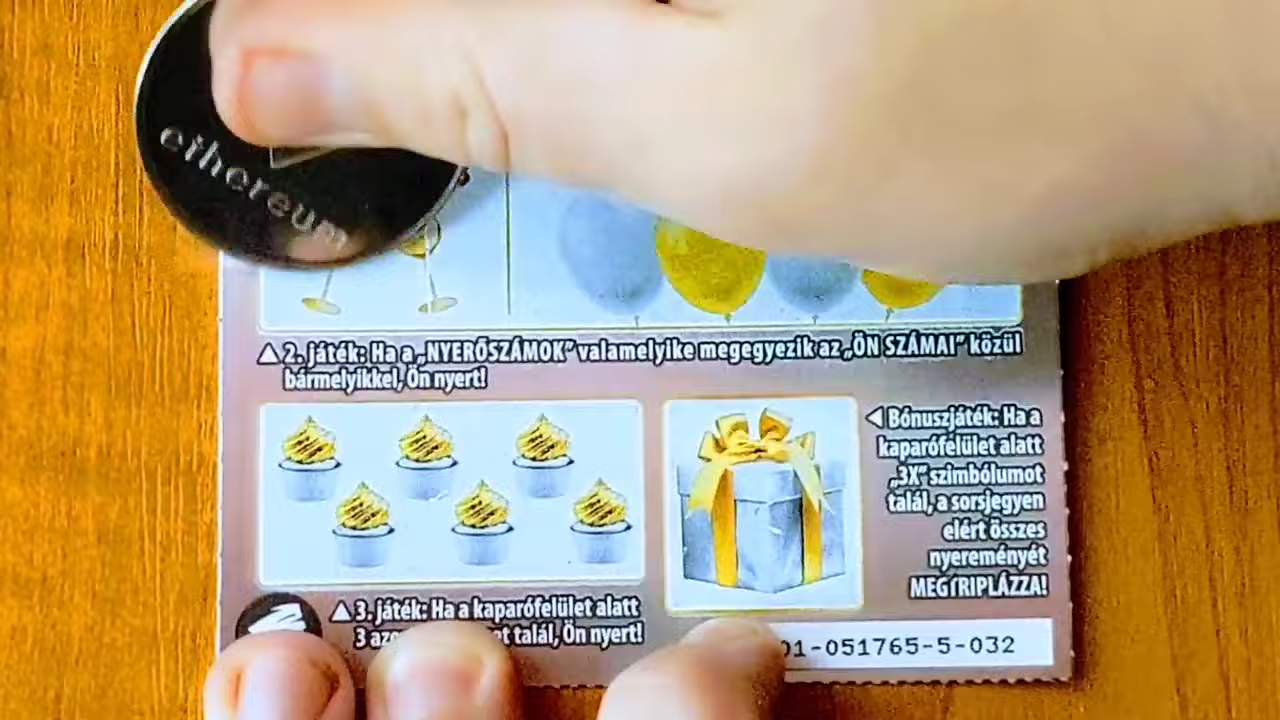 ethereum
▲ 2. játék: Ha a „NYERŐSZÁMOK” valamelyike megegyezik az „ÖN SZÁMAI” közül
bármelyikkel, Ön nyert!
◀ Bónuszjáték: Ha a
kaparófelület alatt
„3X” szimbólumot
talál, a sorsjegyen
elért összes
nyereményét
MEGTRIPLÁZZA!
▲ 3. játék: Ha a kaparófelület alatt
3 talál, Ön nyert!
01-051765-5-032